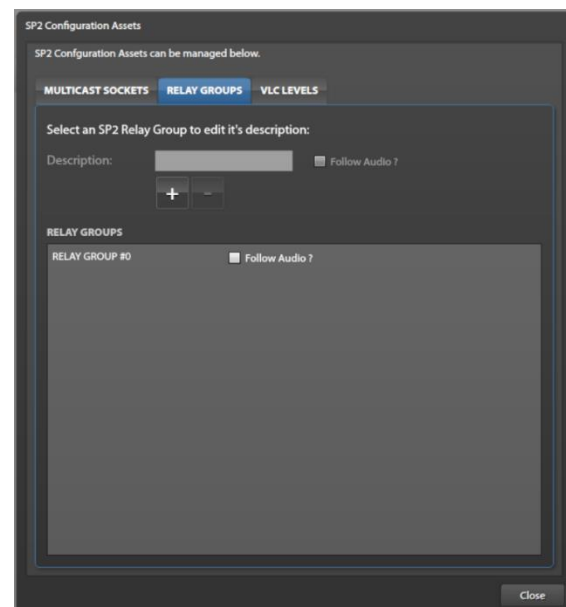 SP2 Configuration Assets
SP2 Confguration Assets can be managed below.
MULTICAST SOCKETS RELAY GROUPS VLC LEVELS
Select an SP2 Relay Group to edit it's description:
Description: Follow Audio ?
+ -
RELAY GROUPS
RELAY GROUP #0 Follow Audio ?
Close